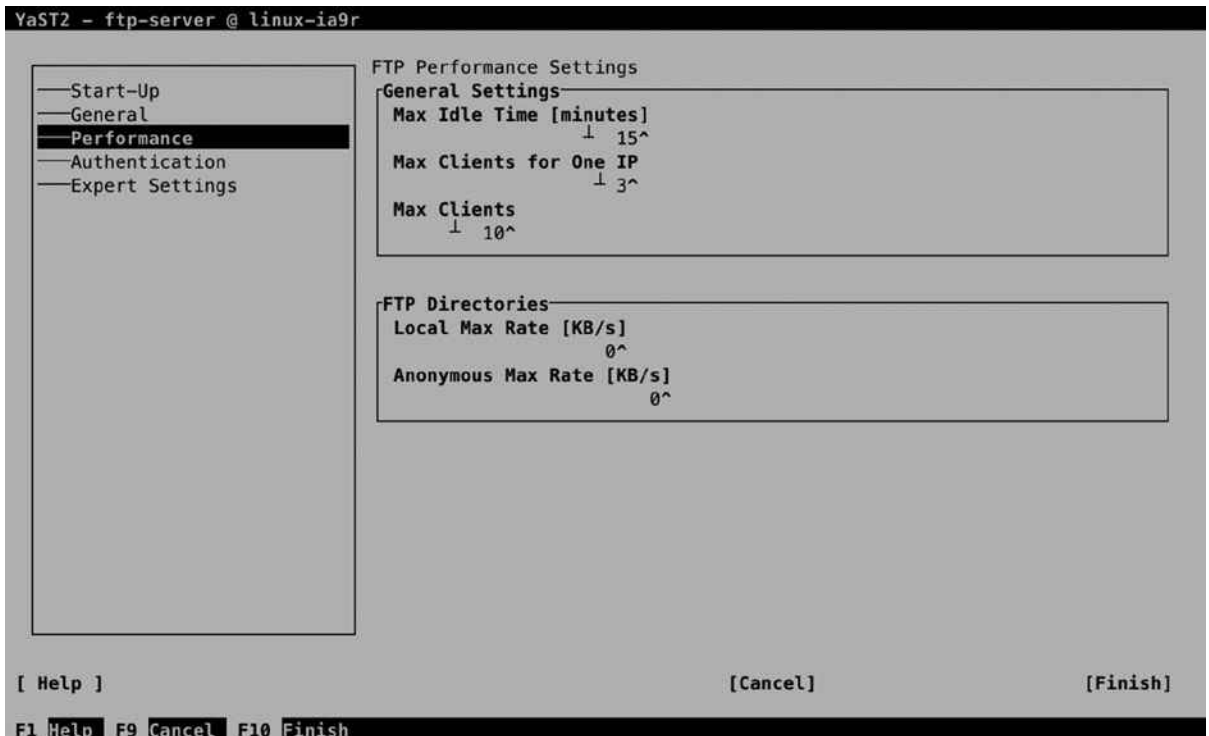 YaST2 - ftp-server @ linux-ia9r
Start-Up
General
Performance
Authentication
Expert Settings
FTP Performance Settings
General Settings
Max Idle Time [minutes]
15^
Max Clients for One IP
3^
Max Clients
10^
FTP Directories
Local Max Rate [KB/s]
0^
Anonymous Max Rate [KB/s]
0^
[ Help ] [Cancel] [Finish]
F1 Help F9 Cancel F10 Finish